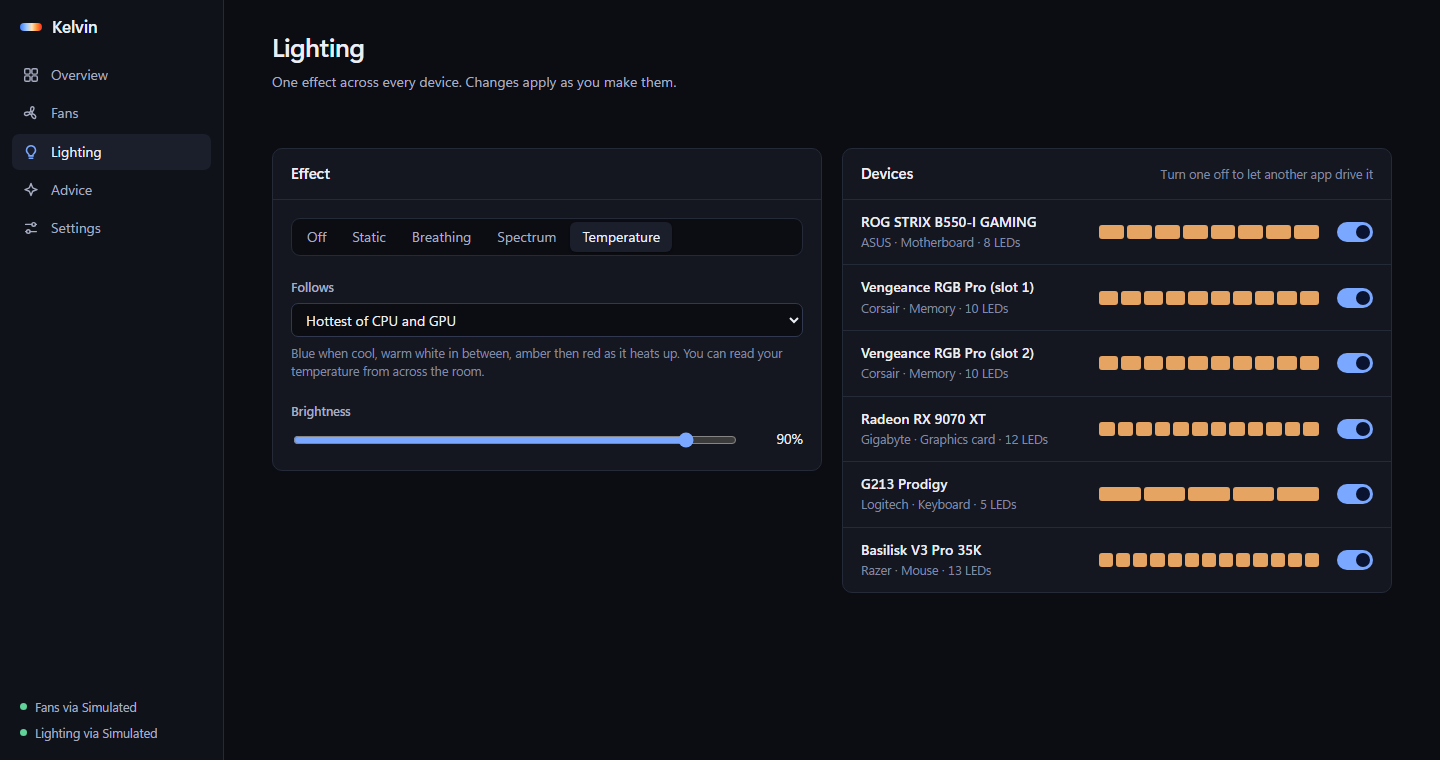 Kelvin
Overview
Fans
Lighting
Advice
Settings
Fans via Simulated
Lighting via Simulated
Lighting
One effect across every device. Changes apply as you make them.
Effect
Off Static Breathing Spectrum Temperature
Follows
Hottest of CPU and GPU
Blue when cool, warm white in between, amber then red as it heats up. You can read your
temperature from across the room.
Brightness
90%
Devices Turn one off to let another app drive it
ROG STRIX B550-I GAMING
ASUS · Motherboard · 8 LEDs
Vengeance RGB Pro (slot 1)
Corsair · Memory · 10 LEDs
Vengeance RGB Pro (slot 2)
Corsair · Memory · 10 LEDs
Radeon RX 9070 XT
Gigabyte · Graphics card · 12 LEDs
G213 Prodigy
Logitech · Keyboard · 5 LEDs
Basilisk V3 Pro 35K
Razer · Mouse · 13 LEDs